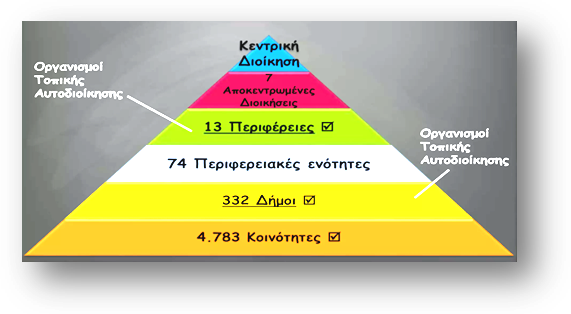 Κεντρική
Διοίκηση
7
Αποκεντρωμένες
Διοικήσεις
Οργανισμοί
Τοπικής
Αυτοδιοίκησης
13 Περιφέρειες ☑
Οργανισμοί
Τοπικής
Αυτοδιοίκησης
74 Περιφερειακές ενότητες
332 Δήμοι ☑
4.783 Κοινότητες ☑